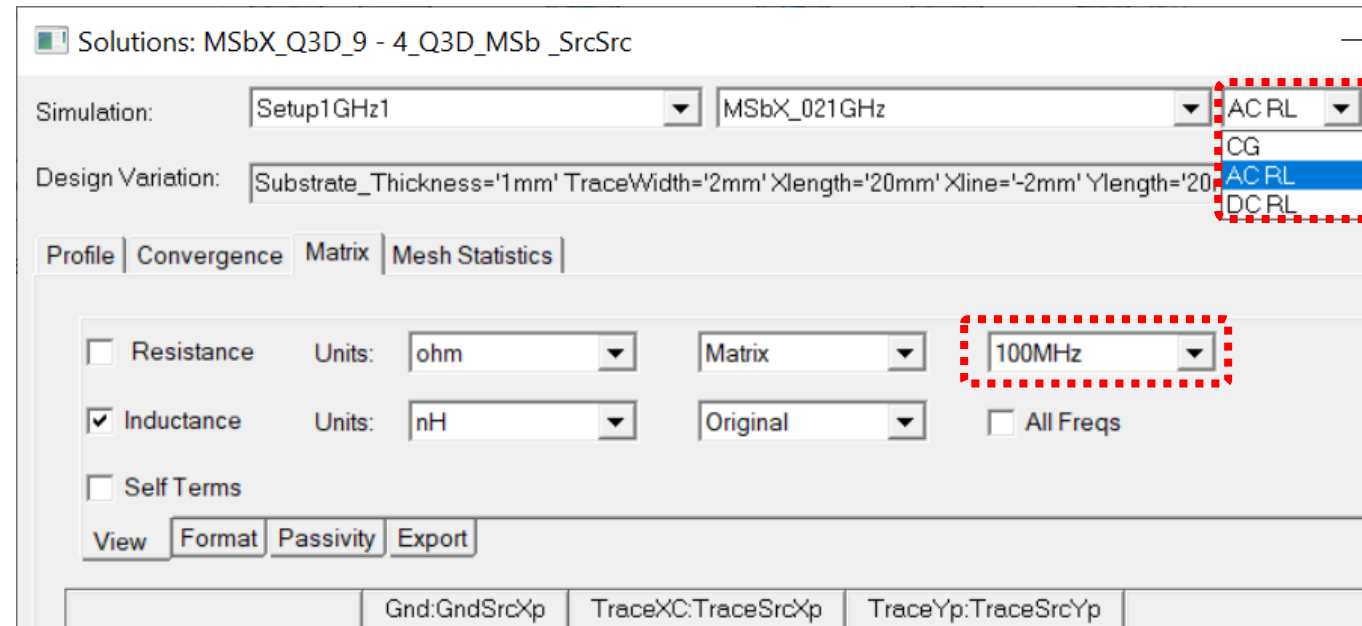 Solutions: MSbX_Q3D_9 - 4_Q3D_MSb _SrcSrc
Simulation: Setup1GHz1 MSbX_021GHz AC RL
CG
AC RL
DC RL
Design Variation: Substrate_Thickness='1mm' TraceWidth='2mm' Xlength='20mm' Xline='-2mm' Ylength='20
Profile Convergence Matrix Mesh Statistics
Resistance Units: ohm Matrix 100MHz
Inductance Units: nH Original All Freqs
Self Terms
View Format Passivity Export
Gnd:GndSrcXp TraceXC:TraceSrcXp TraceYp:TraceSrcYp